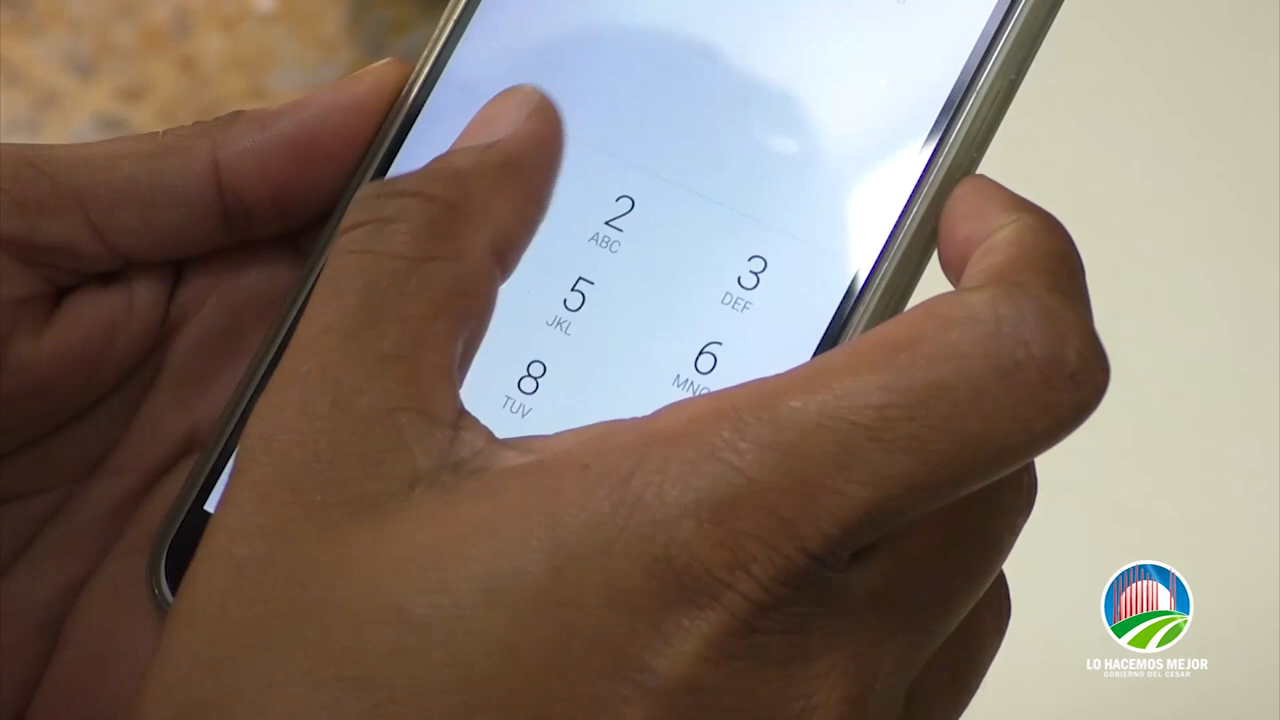 2
ABC
3
DEF
5
JKL
6
8
TUV
LO HACEMOS MEJOR
GOBIERNO DEL CESAR